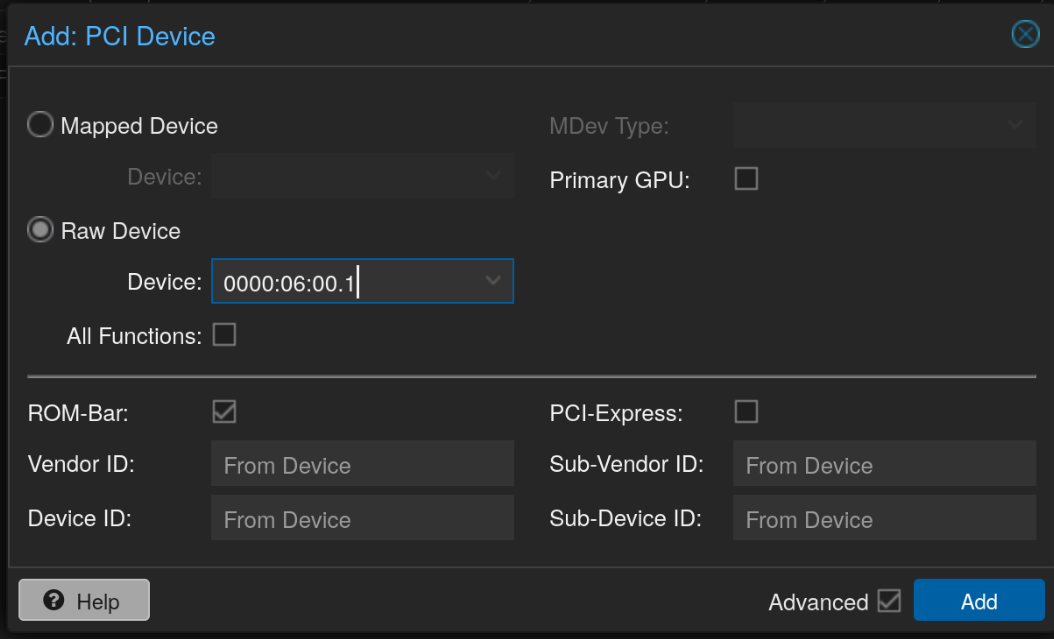 Add: PCI Device
Mapped Device
MDev Type:
Device:
Primary GPU:
Raw Device
Device: 0000:06:00.1
All Functions:
ROM-Bar:
PCI-Express:
Vendor ID: From Device
Sub-Vendor ID: From Device
Device ID: From Device
Sub-Device ID: From Device
? Help
Advanced
Add